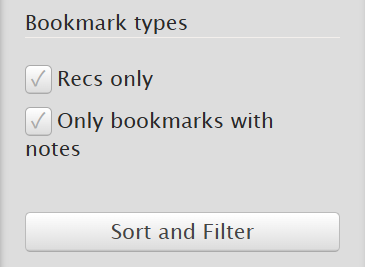 Bookmark types
Recs only
Only bookmarks with
notes
Sort and Filter